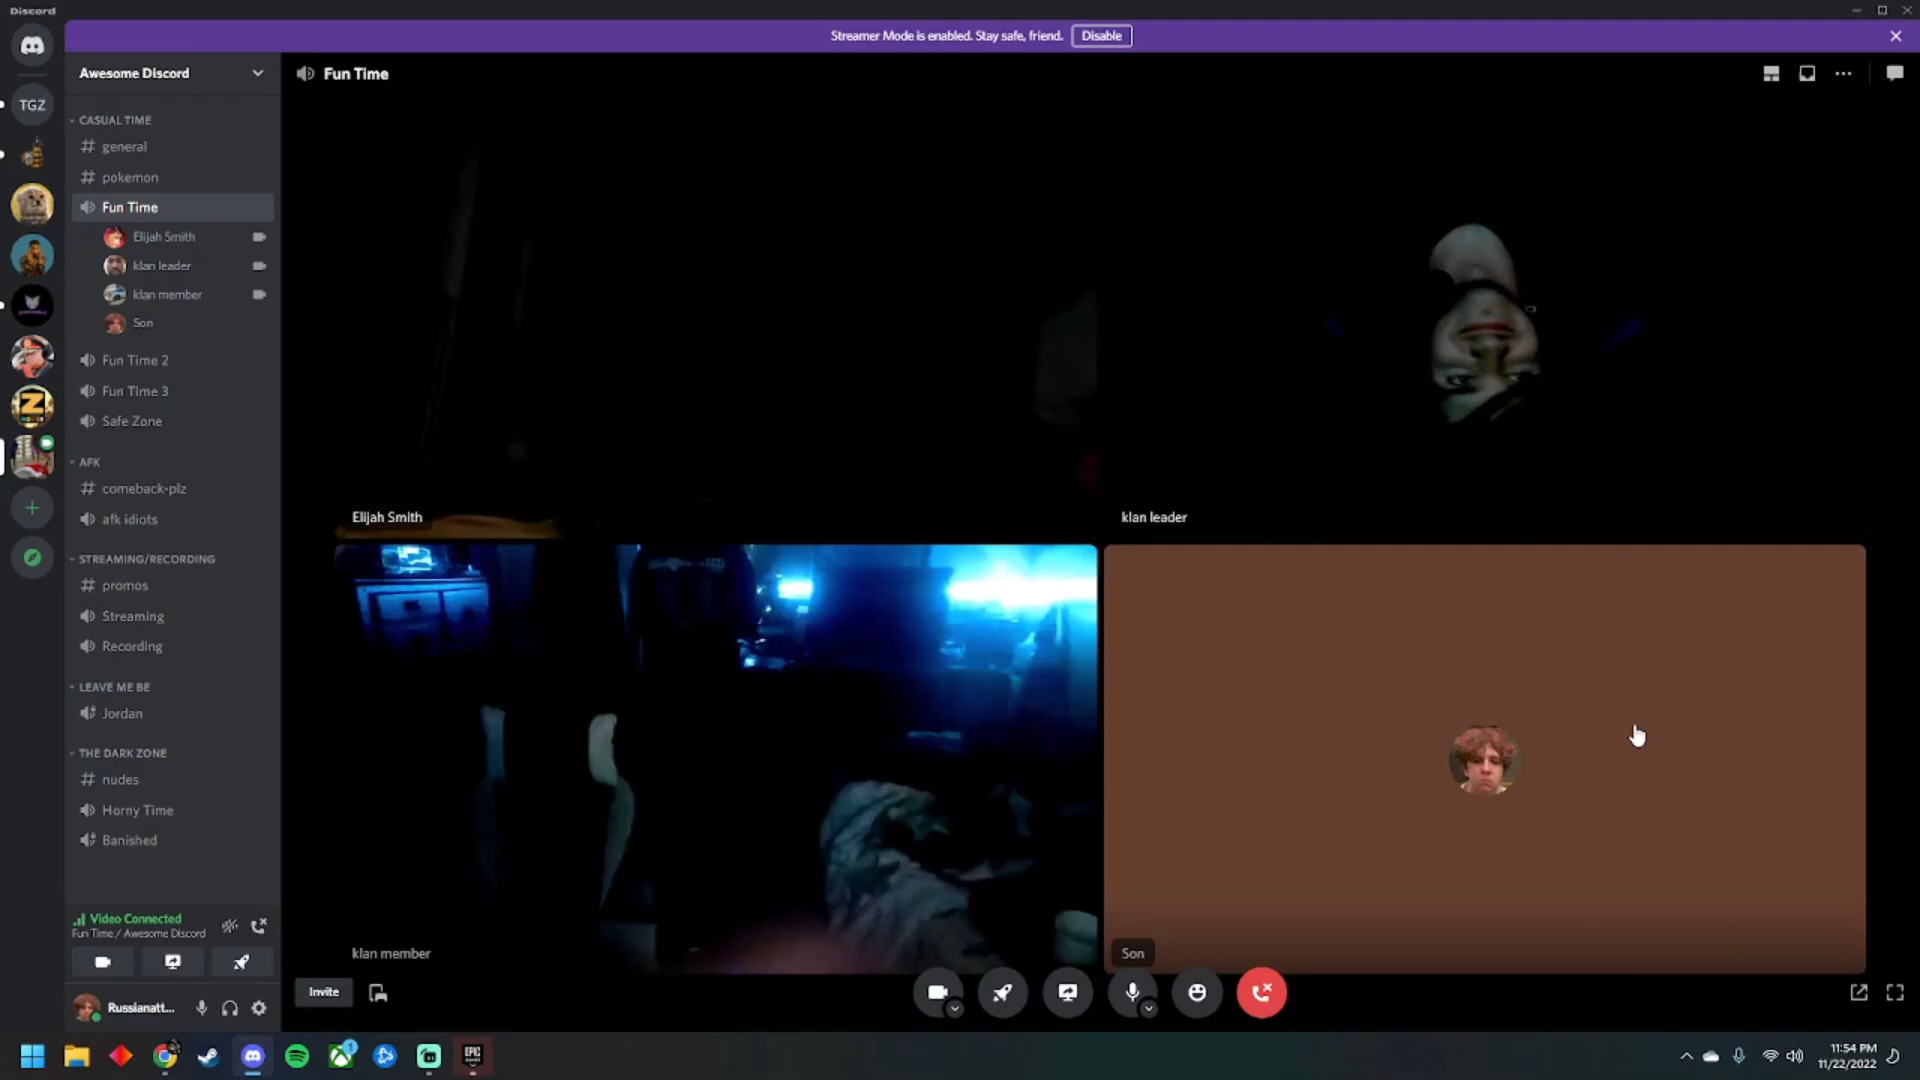 Discord
Streamer Mode is enabled. Stay safe, friend.
Disable
Awesome Discord
Fun Time
TGZ
CASUAL TIME
general
pokemon
Fun Time
Elijah Smith
klan leader
klan member
Son
Fun Time 2
Fun Time 3
Safe Zone
AFK
comeback-plz
afk idiots
STREAMING/RECORDING
promos
Streaming
Recording
LEAVE ME BE
Jordan
THE DARK ZONE
nudes
Horny Time
Banished
Elijah Smith
klan leader
klan member
Son
Video Connected
Fun Time / Awesome Discord
Invite
Russianatt...
EPIC
GAMES
1
11:54 PM
11/22/2022